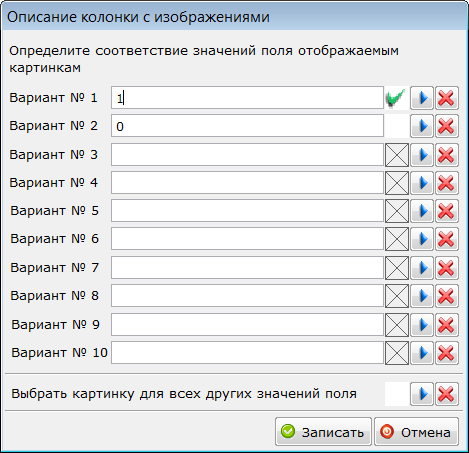 Описание колонки с изображениями
Определите соответствие значений поля отображаемым
картинкам
Вариант № 1 1
Вариант № 2 0
Вариант № 3
Вариант № 4
Вариант № 5
Вариант № 6
Вариант № 7
Вариант № 8
Вариант № 9
Вариант № 10
Выбрать картинку для всех других значений поля
Записать Отмена